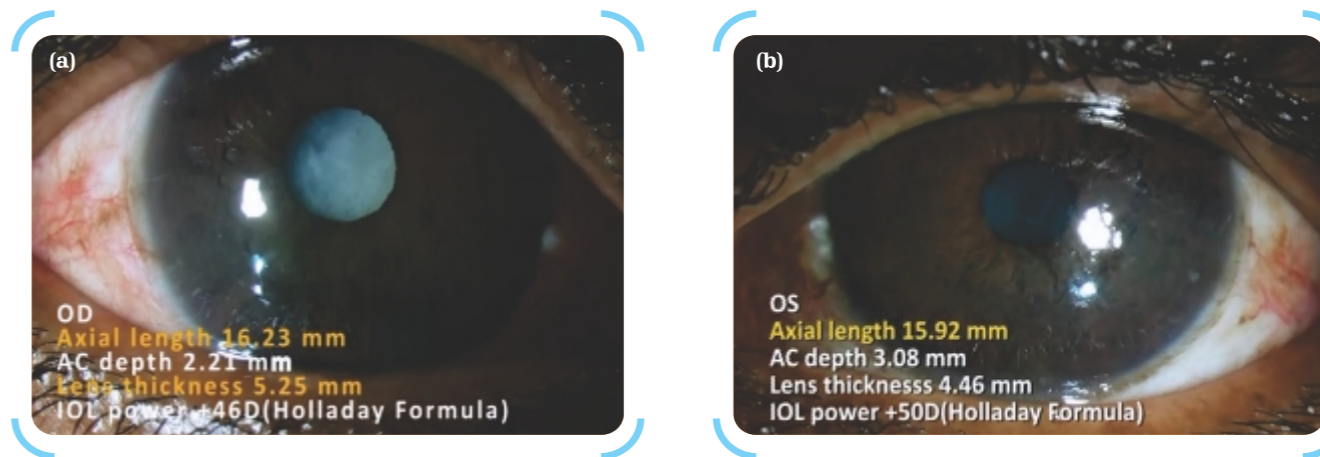 (a)
OD
Axial length 16.23 mm
AC depth 2.21 mm
Lens thickness 5.25 mm
IOL power +46D(Holladay Formula)
(b)
OS
Axial length 15.92 mm
AC depth 3.08 mm
Lens thicknesss 4.46 mm
IOL power +50D(Holladay Formula)